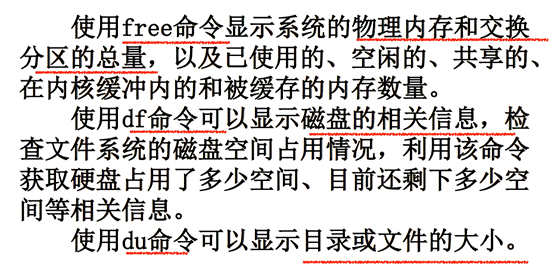 使用free命令显示系统的物理内存和交换
分区的总量，以及已使用的、空闲的、共享的、
在内核缓冲内的和被缓存的内存数量。
使用df命令可以显示磁盘的相关信息，检
查文件系统的磁盘空间占用情况，利用该命令
获取硬盘占用了多少空间、目前还剩下多少空
间等相关信息。
使用du命令可以显示目录或文件的大小。